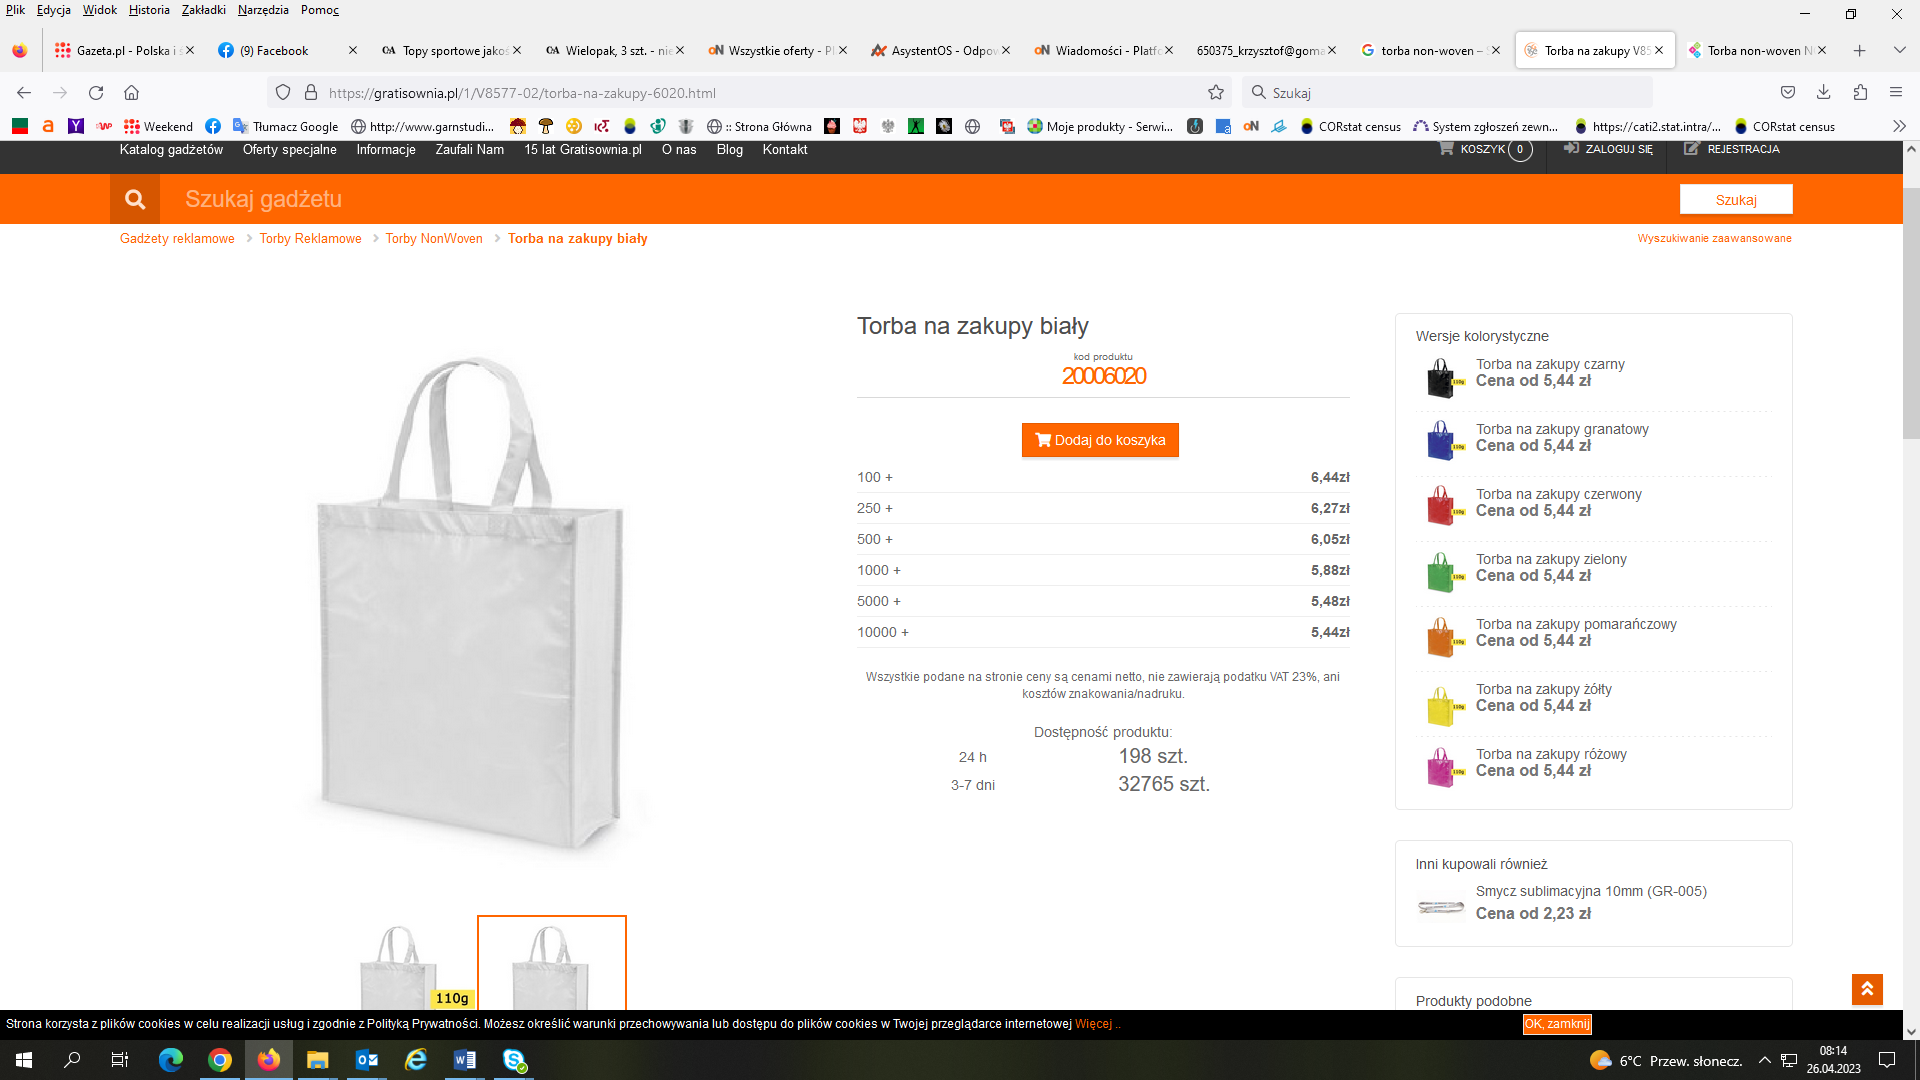 Plik Edycja Widok Historia Zakładki Narzędzia Pomoc
Gazeta.pl - Polska i ś
(9) Facebook
Topy sportowe jakoś
Wielopak, 3 szt. - nie
Wszystkie oferty - Pl
AsystentOS - Odpow
Wiadomości - Platfo
650375_krzysztof@goma
torba non-woven – S
Torba na zakupy V85
Torba non-woven N
https://gratisownia.pl/1/V8577-02/torba-na-zakupy-6020.html
Szukaj
Weekend
Tłumacz Google
http://www.garnstudi...
:: Strona Główna
Moje produkty - Serwi...
CORstat census
System zgłoszeń zewn...
https://cati2.stat.intra/...
CORstat census
Katalog gadżetów Oferty specjalne Informacje Zaufali Nam 15 lat Gratisownia.pl O nas Blog Kontakt
KOSZYK 0 ZALOGUJ SIĘ REJESTRACJA
Szukaj gadżetu
Szukaj
Gadżety reklamowe Torby Reklamowe Torby NonWoven Torba na zakupy biały
Wyszukiwanie zaawansowane
Torba na zakupy biały
kod produktu
20006020
Dodaj do koszyka
100 + 6,44zł
250 + 6,27zł
500 + 6,05zł
1000 + 5,88zł
5000 + 5,48zł
10000 + 5,44zł
Wszystkie podane na stronie ceny są cenami netto, nie zawierają podatku VAT 23%, ani
kosztów znakowania/nadruku.
Dostępność produktu:
24 h 198 szt.
3-7 dni 32765 szt.
Wersje kolorystyczne
Torba na zakupy czarny
Cena od 5,44 zł
110g
Torba na zakupy granatowy
Cena od 5,44 zł
110g
Torba na zakupy czerwony
Cena od 5,44 zł
110g
Torba na zakupy zielony
Cena od 5,44 zł
110g
Torba na zakupy pomarańczowy
Cena od 5,44 zł
110g
Torba na zakupy żółty
Cena od 5,44 zł
110g
Torba na zakupy różowy
Cena od 5,44 zł
110g
Inni kupowali również
Smycz sublimacyjna 10mm (GR-005)
Cena od 2,23 zł
Produkty podobne
110g
Strona korzysta z plików cookies w celu realizacji usług i zgodnie z Polityką Prywatności. Możesz określić warunki przechowywania lub dostępu do plików cookies w Twojej przeglądarce internetowej Więcej ..
OK, zamknij
6°C Przew. słonecz.
08:14
26.04.2023